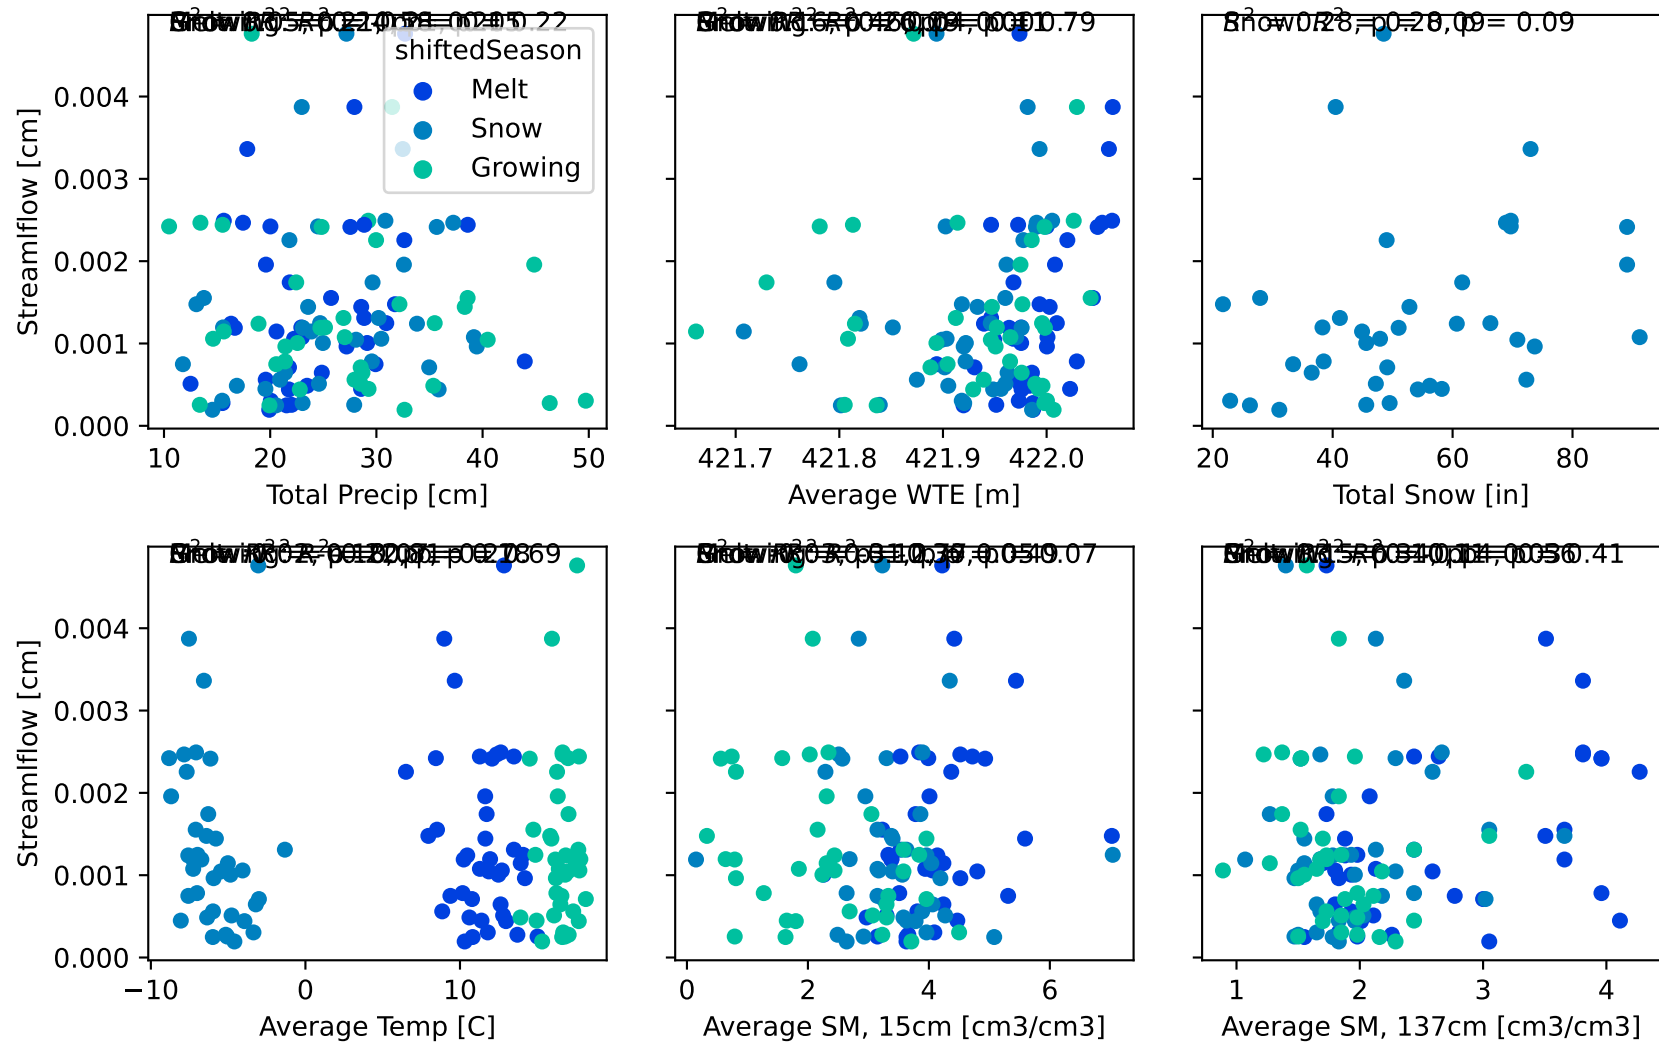 shiftedSeason
Melt
Snow
Growing
Streamlflow [cm]
0.004
0.003
0.002
0.001
0.000
10 20 30 40 50
Total Precip [cm]
421.7 421.8 421.9 422.0
Average WTE [m]
20 40 60 80
Total Snow [in]
Streamlflow [cm]
0.004
0.003
0.002
0.001
0.000
−10 0 10
Average Temp [C]
0 2 4 6
Average SM, 15cm [cm3/cm3]
1 2 3 4
Average SM, 137cm [cm3/cm3]